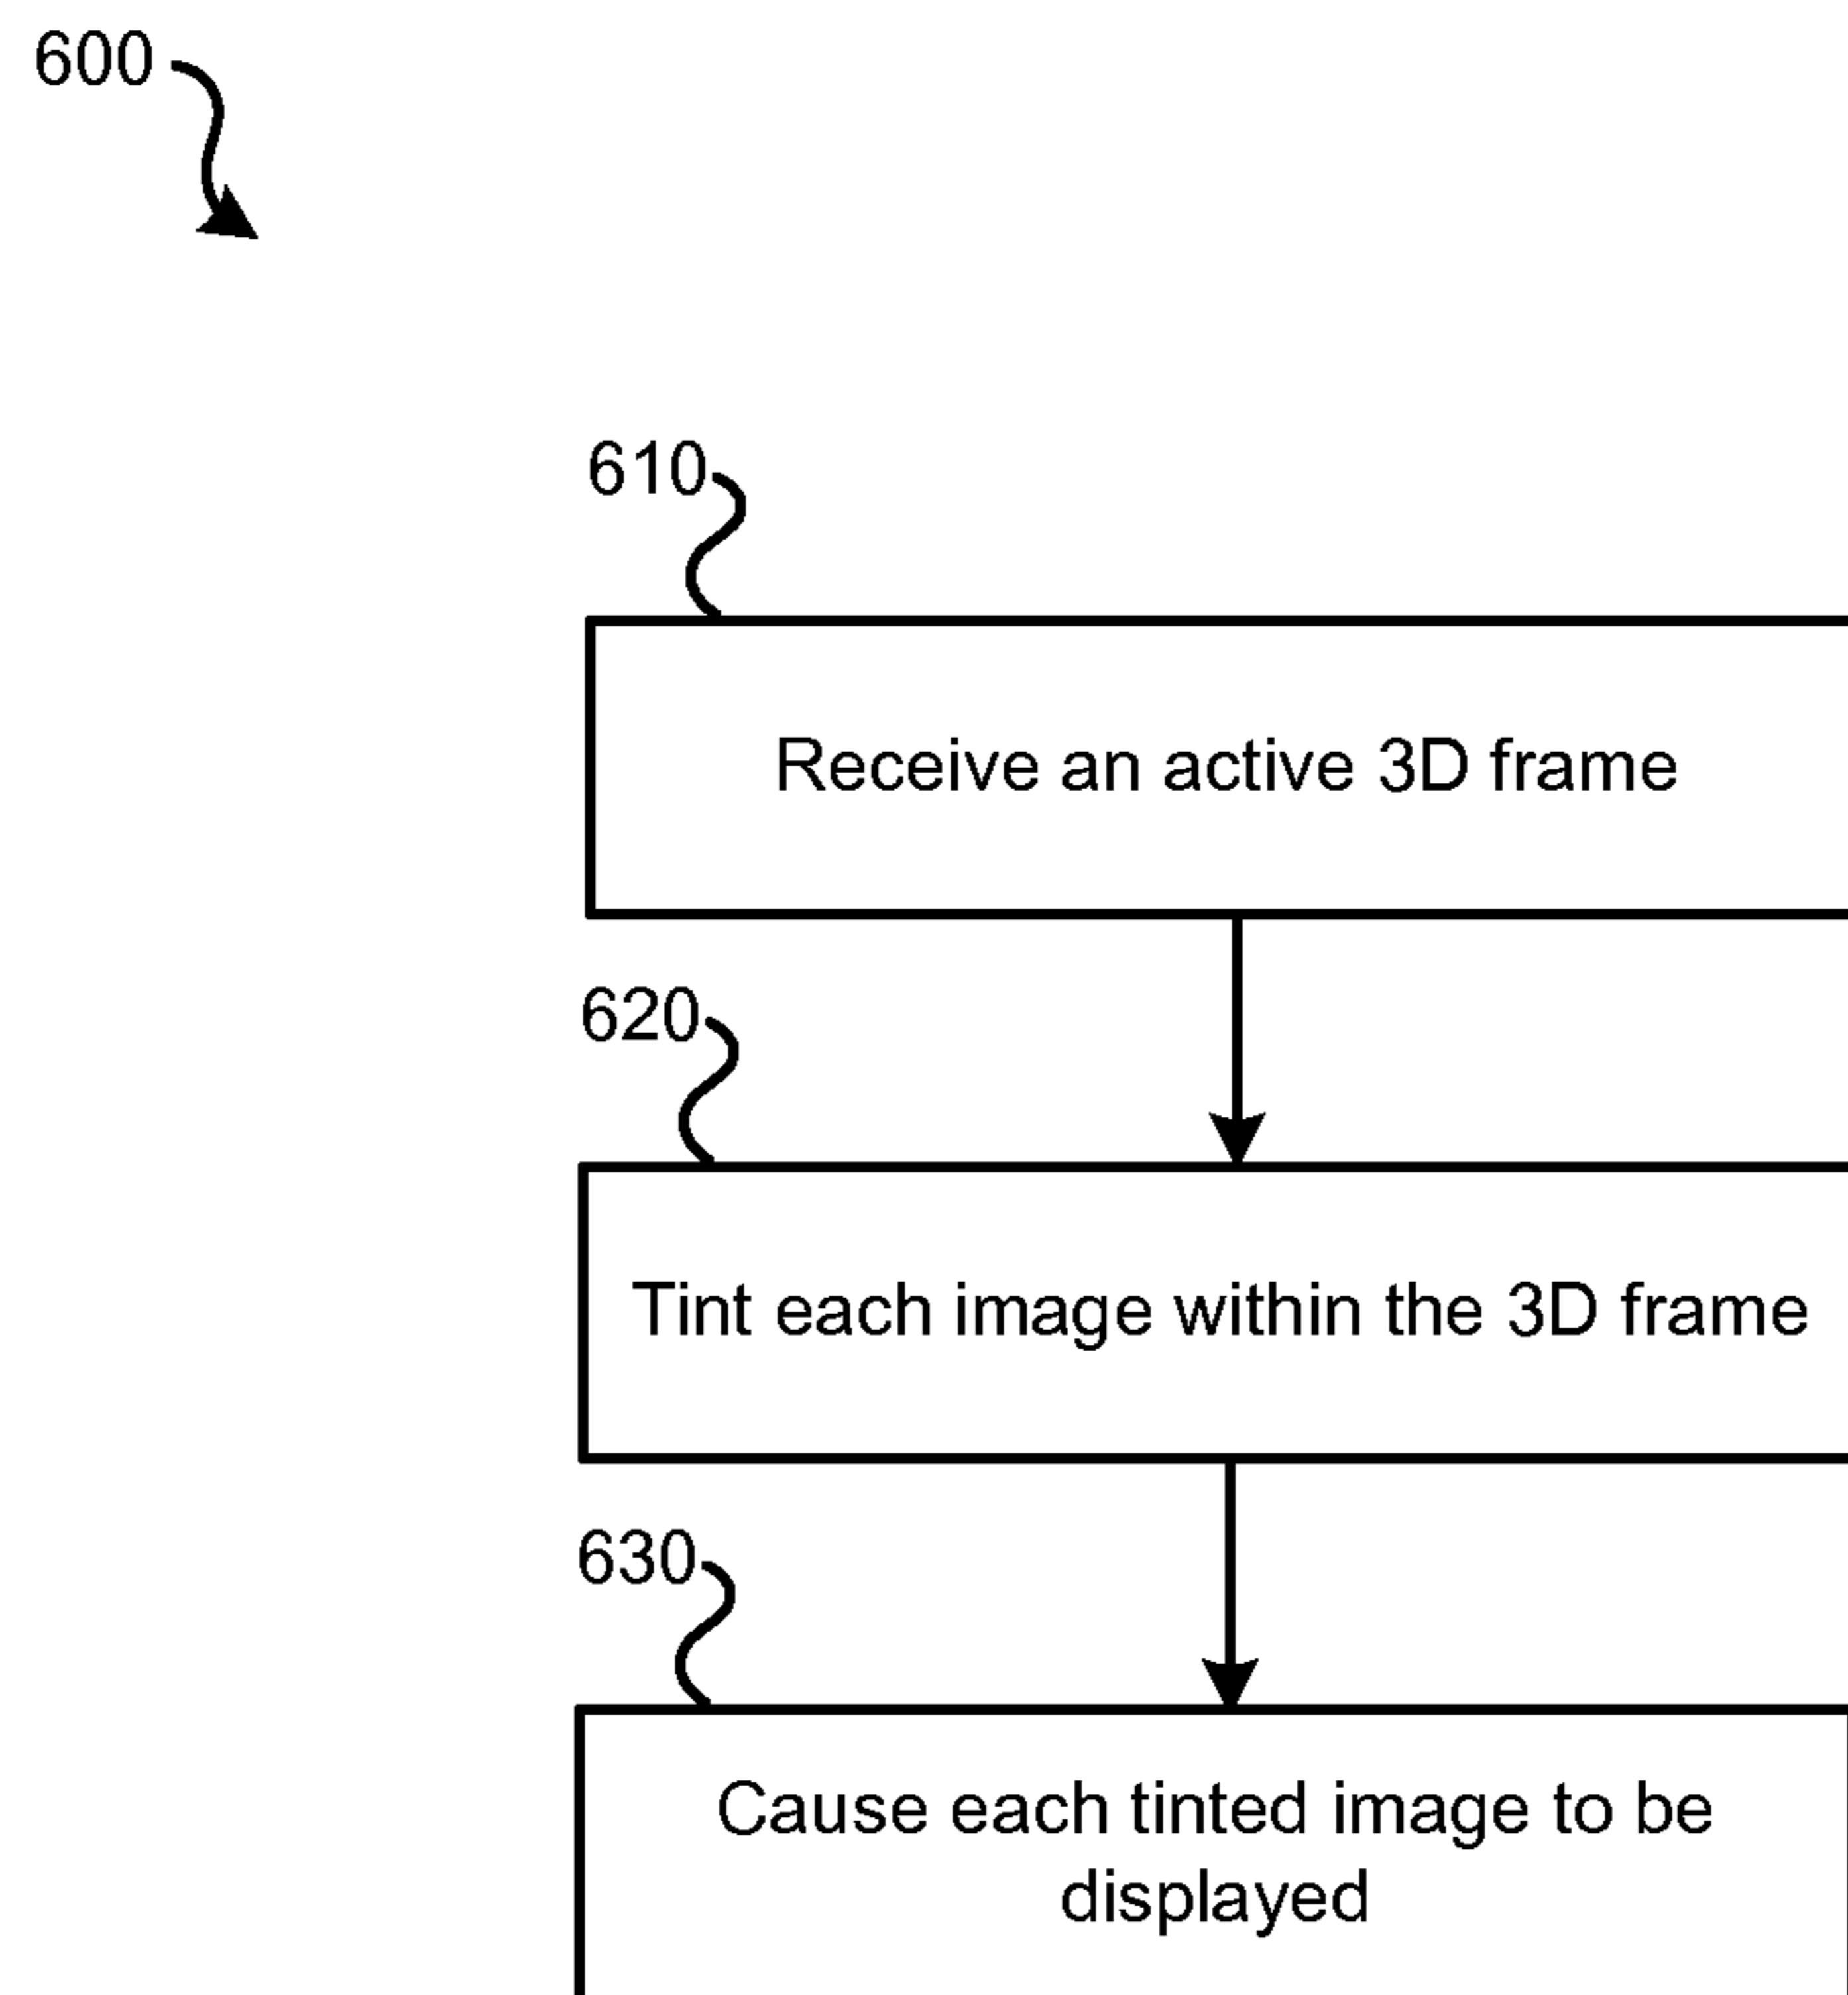 600
610
Receive an active 3D frame
620
Tint each image within the 3D frame
630
Cause each tinted image to be
displayed